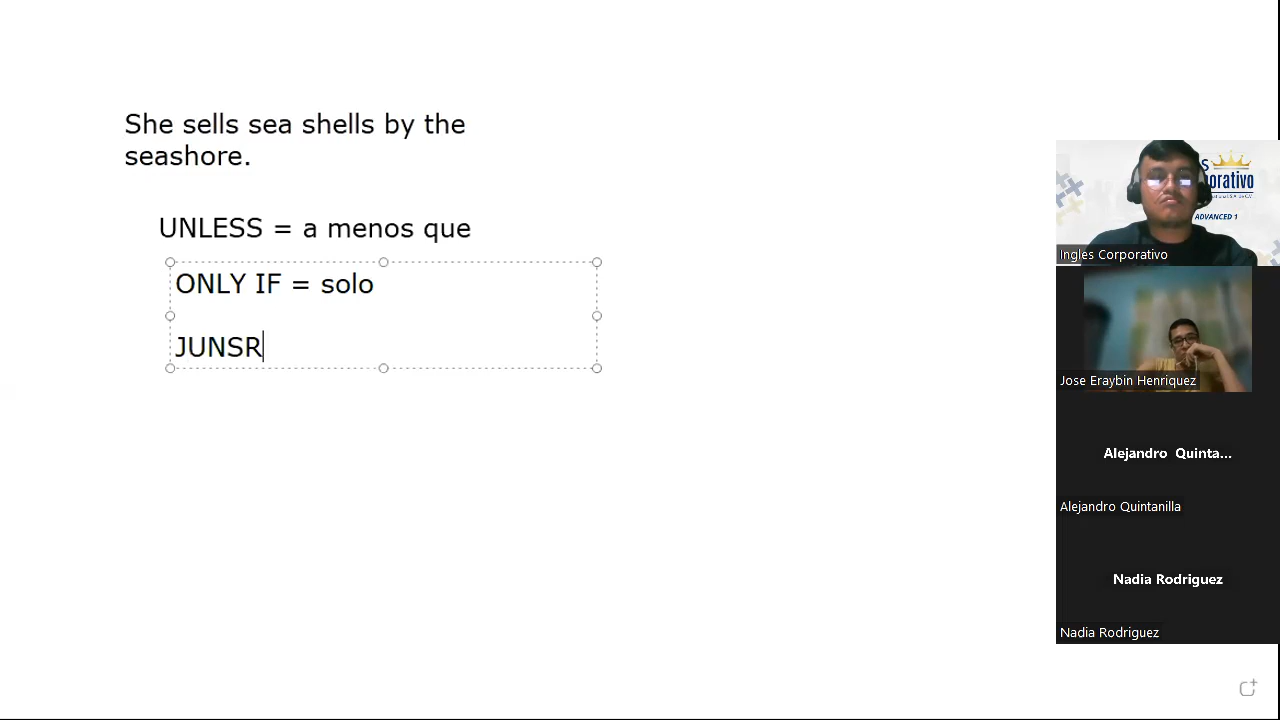 She sells sea shells by the
seashore.
UNLESS = a menos que
ONLY IF = solo
JUNSR
orativo
ADVANCED 1
Ingles Corporativo
Jose Eraybin Henriquez
Alejandro Quinta...
Alejandro Quintanilla
Nadia Rodriguez
Nadia Rodriguez